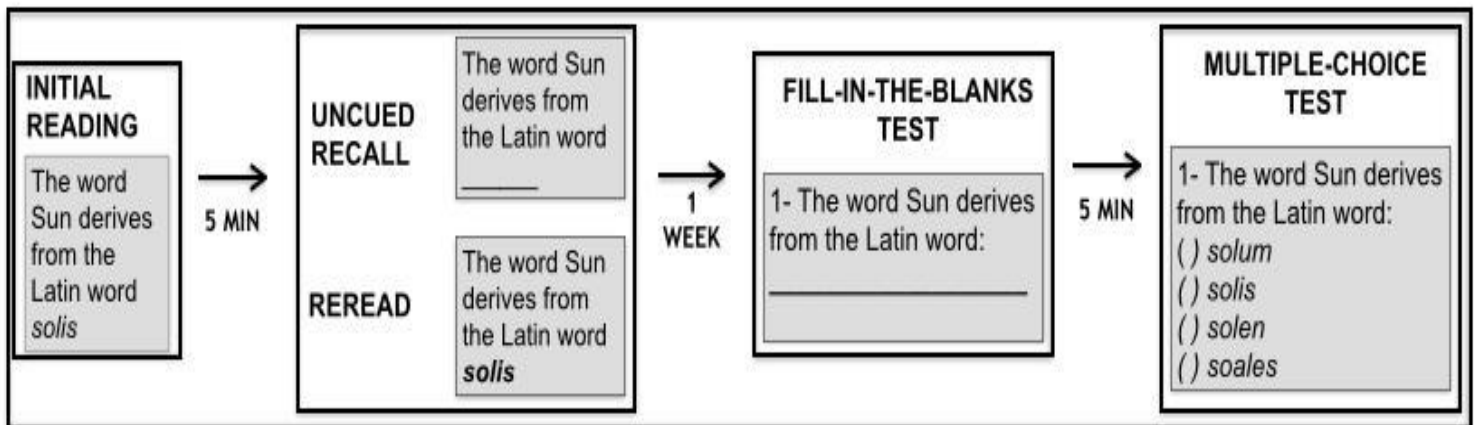 INITIAL
READING
The word
Sun derives
from the
Latin word
solis
5 MIN
UNCUED
RECALL
The word Sun
derives from
the Latin word
______
REREAD
The word Sun
derives from
the Latin word
solis
1
WEEK
FILL-IN-THE-BLANKS
TEST
1- The word Sun derives
from the Latin word:
____________________
5 MIN
MULTIPLE-CHOICE
TEST
1- The word Sun derives
from the Latin word:
( ) solum
( ) solis
( ) solen
( ) soales